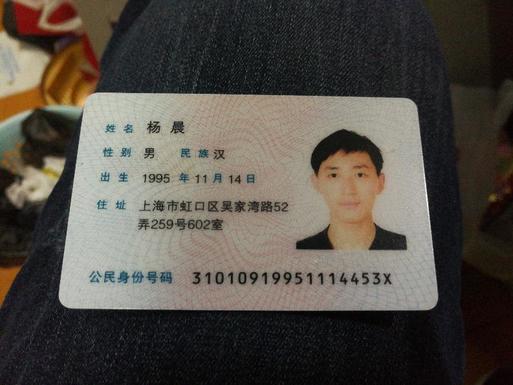 姓名 杨晨
性别 男 民族 汉
出生 1995 年 11 月 14 日
住址 上海市虹口区吴家湾路52
弄259号602室
公民身份号码 31010919951114453X